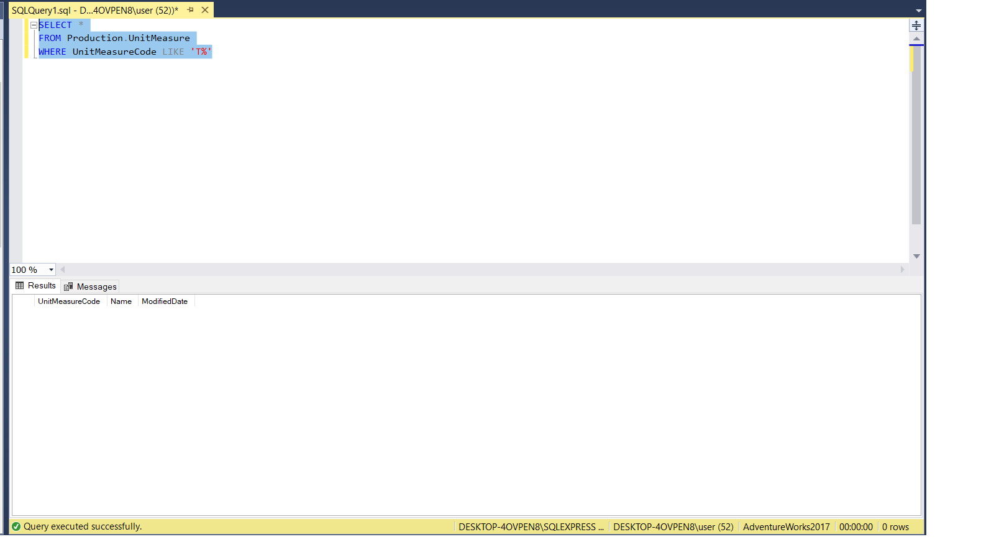 SQLQuery1.sql - D...4OVPEN8\user (52))*
SELECT *
FROM Production.UnitMeasure
WHERE UnitMeasureCode LIKE 'T%'
100 %
Results Messages
UnitMeasureCode Name ModifiedDate
Query executed successfully. DESKTOP-4OVPEN8\SQLEXPRESS ... DESKTOP-4OVPEN8\user (52) AdventureWorks2017 00:00:00 0 rows